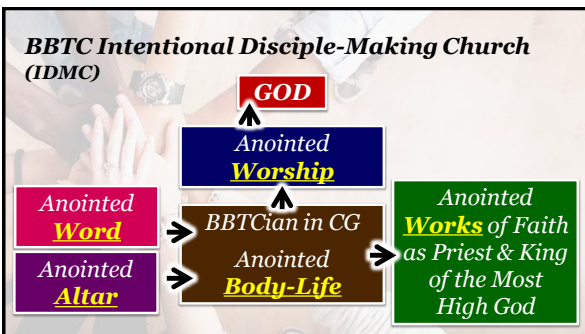 BBTC Intentional Disciple-Making Church
(IDMC)
GOD
Anointed
Worship
Anointed
Word
Anointed
Altar
BBTCian in CG
Anointed
Body-Life
Anointed
Works of Faith
as Priest & King
of the Most
High God